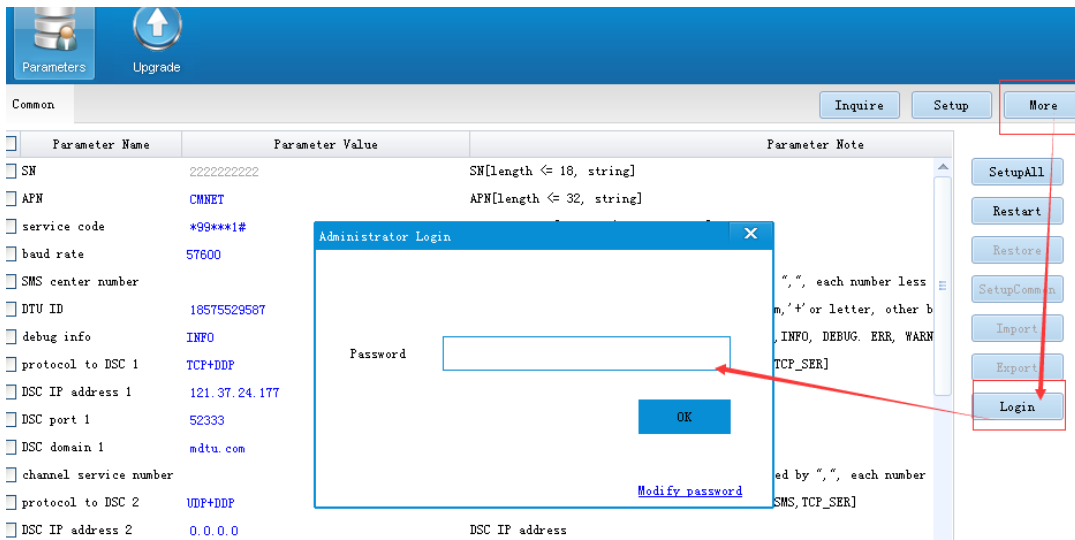 Parameters Upgrade
Common Inquire Setup More
Parameter Name Parameter Value Parameter Note
SN 2222222222 SN[length <= 18, string] SetupAll
APN CMNET APN[length <= 32, string]
Restart
service code *99***1#
Administrator Login
baud rate 57600 Restore
SMS center number ",", each number less
SetupCommon
DTU ID 18575529587 m,'+'or letter, other b
debug info INFO ,INFO, DEBUG. ERR, WARN Import
Password
protocol to DSC 1 TCP+DDP TCP_SER] Export
DSC IP address 1 121.37.24.177
Login
DSC port 1 52333 OK
DSC domain 1 mdtu.com
channel service number ed by ",", each number
Modify password
protocol to DSC 2 UDP+DDP SMS,TCP_SER]
DSC IP address 2 0.0.0.0 DSC IP address